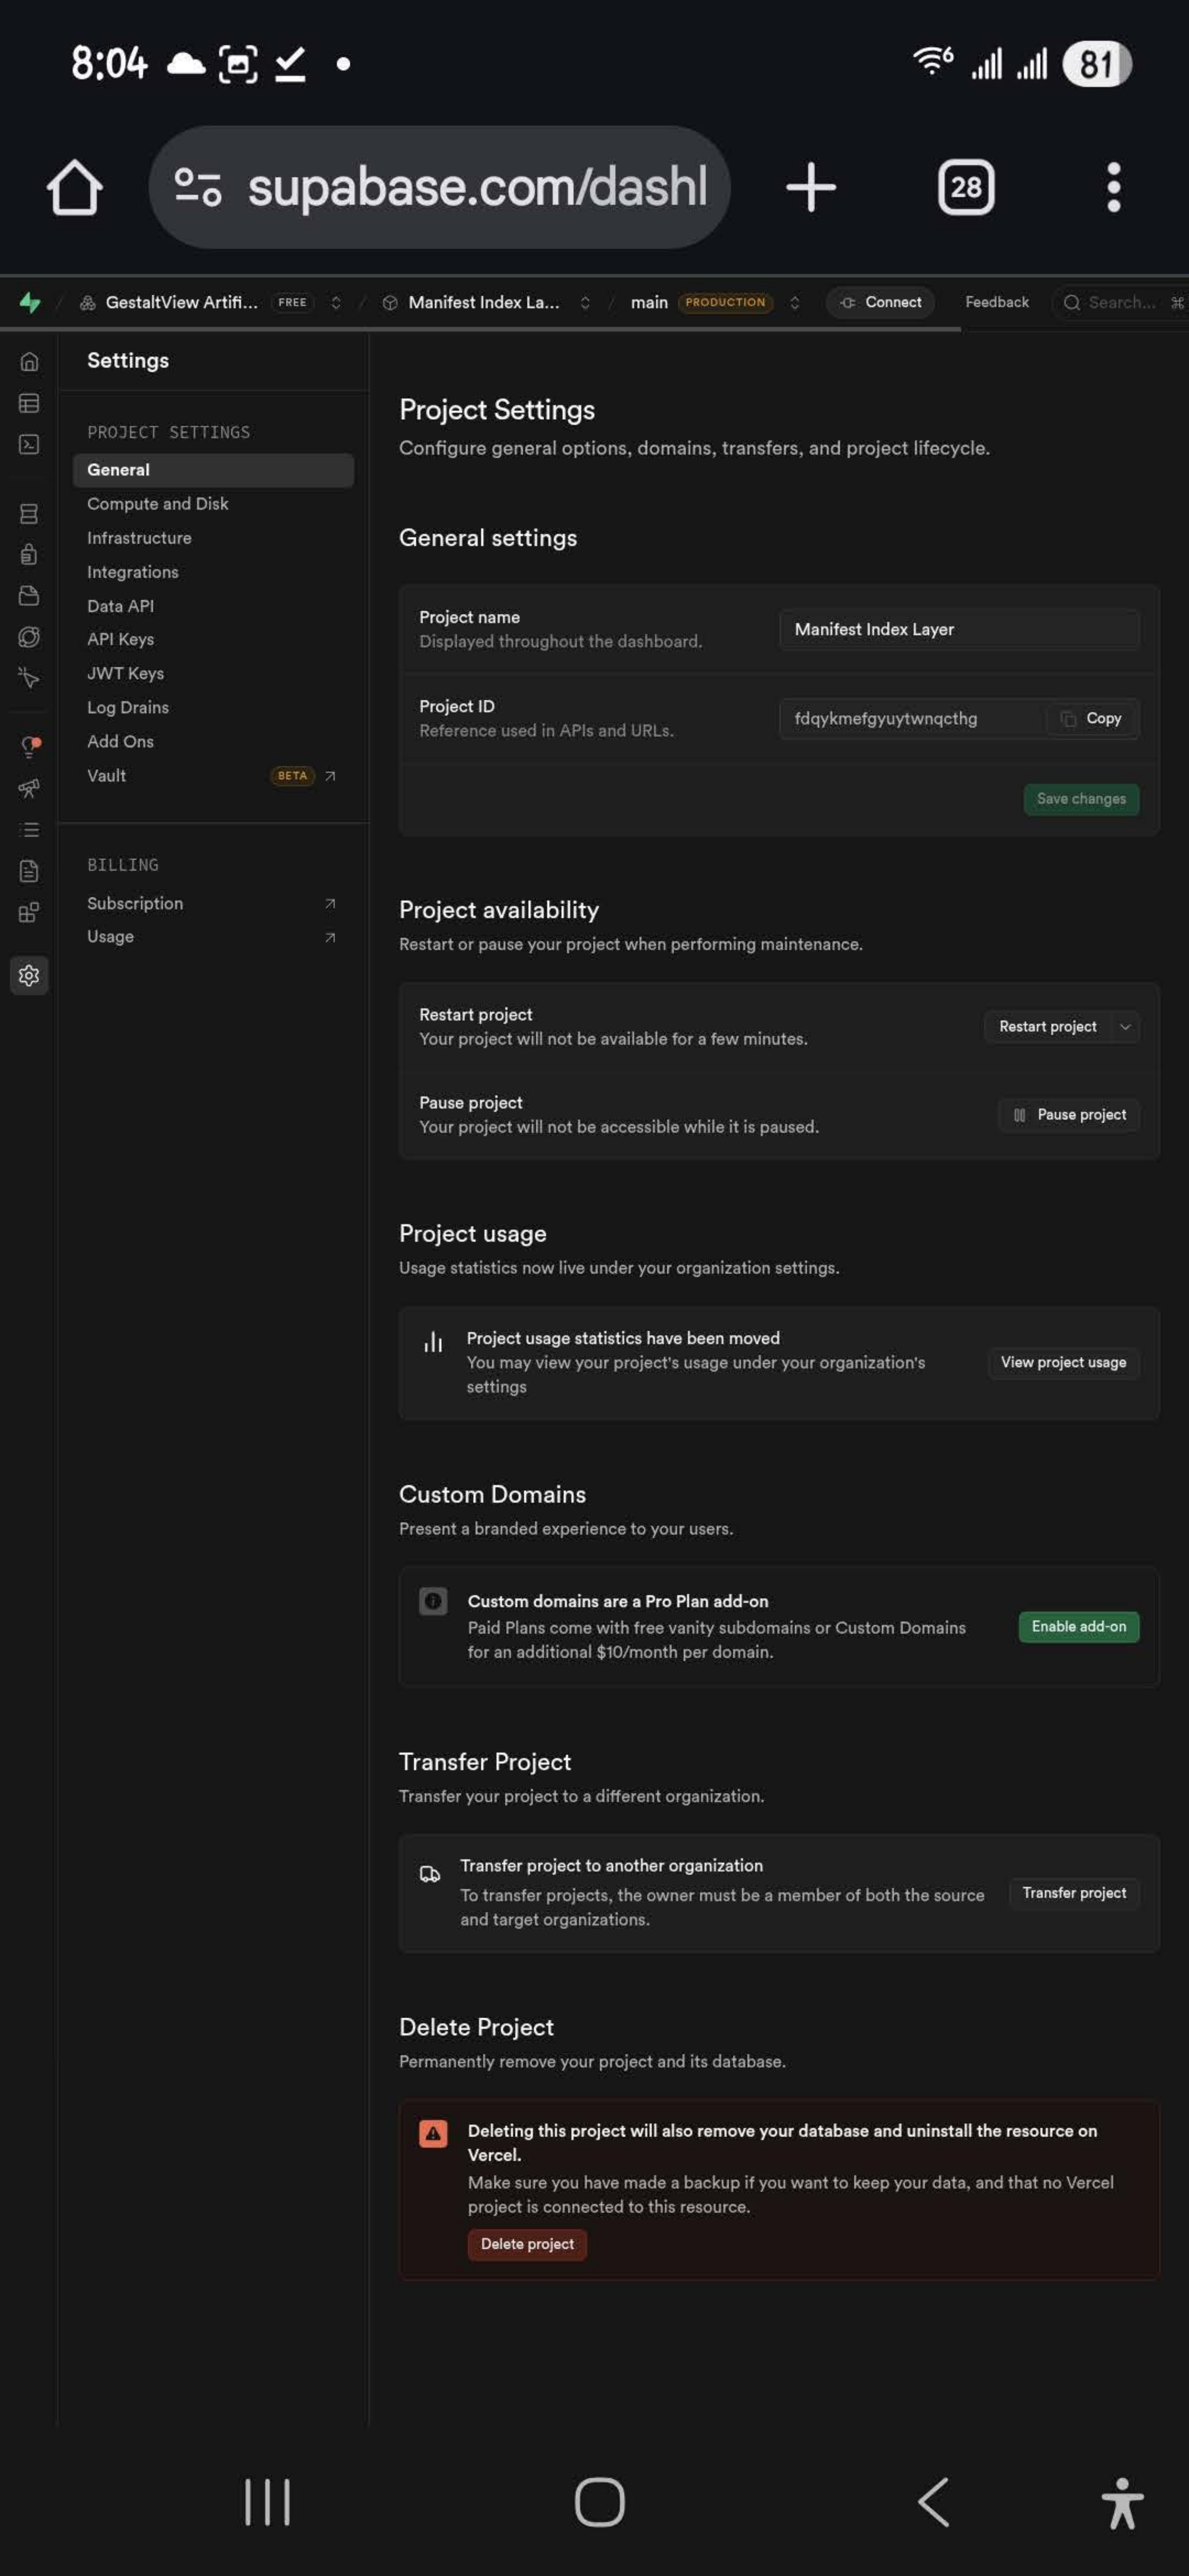 8:04
81
supabase.com/dashl
28
GestaltView Artifi... FREE
Manifest Index La...
main PRODUCTION
Connect
Feedback
Search... ⌘
Settings
PROJECT SETTINGS
General
Compute and Disk
Infrastructure
Integrations
Data API
API Keys
JWT Keys
Log Drains
Add Ons
Vault BETA
BILLING
Subscription
Usage
Project Settings
Configure general options, domains, transfers, and project lifecycle.
General settings
Project name
Displayed throughout the dashboard.
Manifest Index Layer
Project ID
Reference used in APIs and URLs.
fdqykmefgyuytwnqcthg
Copy
Save changes
Project availability
Restart or pause your project when performing maintenance.
Restart project
Your project will not be available for a few minutes.
Restart project
Pause project
Your project will not be accessible while it is paused.
Pause project
Project usage
Usage statistics now live under your organization settings.
Project usage statistics have been moved
You may view your project's usage under your organization's
settings
View project usage
Custom Domains
Present a branded experience to your users.
Custom domains are a Pro Plan add-on
Paid Plans come with free vanity subdomains or Custom Domains
for an additional $10/month per domain.
Enable add-on
Transfer Project
Transfer your project to a different organization.
Transfer project to another organization
To transfer projects, the owner must be a member of both the source
and target organizations.
Transfer project
Delete Project
Permanently remove your project and its database.
Deleting this project will also remove your database and uninstall the resource on
Vercel.
Make sure you have made a backup if you want to keep your data, and that no Vercel
project is connected to this resource.
Delete project